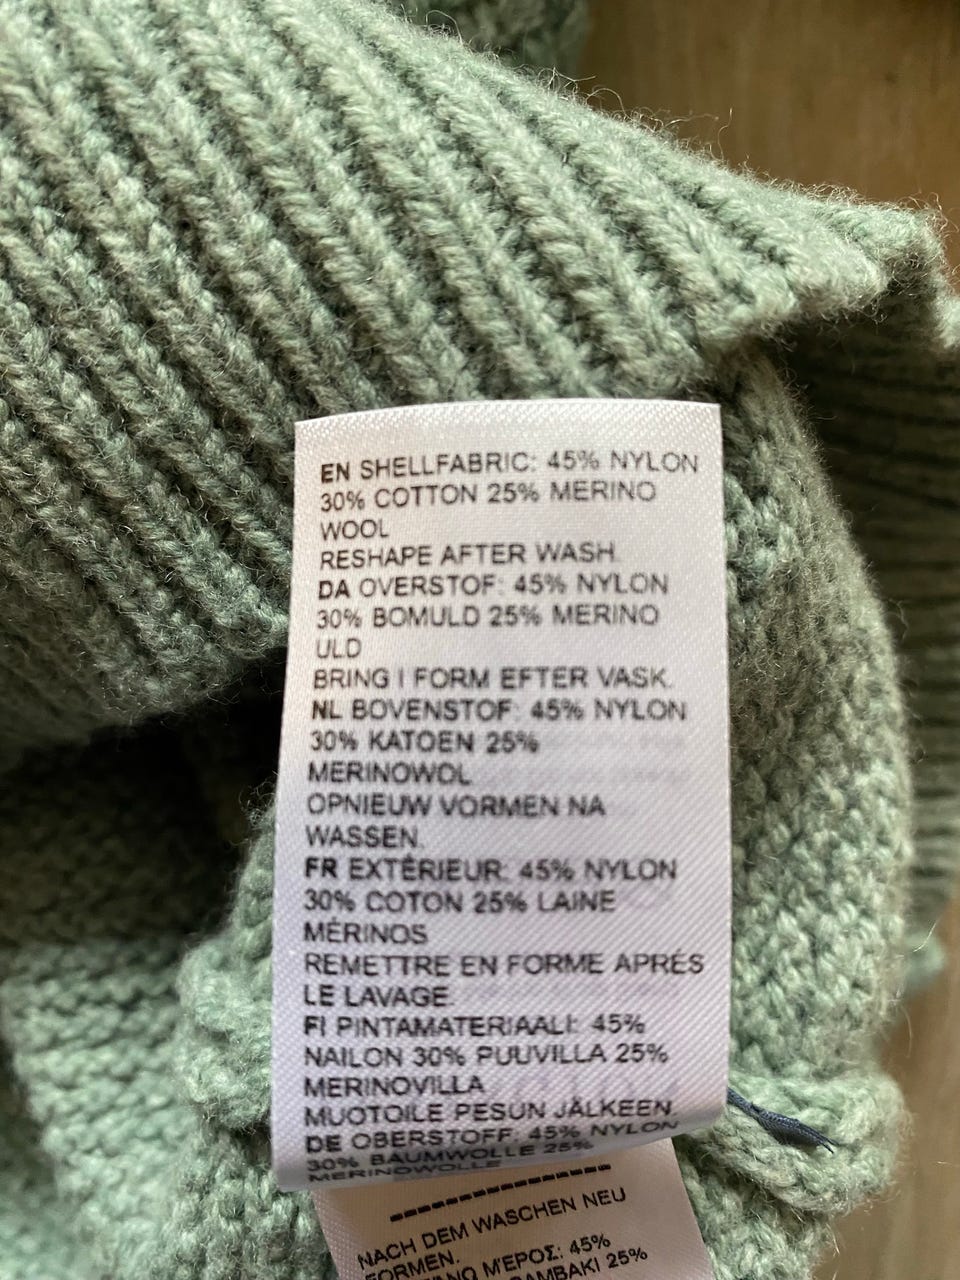 EN SHELLFABRIC: 45% NYLON
30% COTTON 25% MERINO
WOOL
RESHAPE AFTER WASH.
DA OVERSTOF: 45% NYLON
30% BOMULD 25% MERINO
ULD
BRING I FORM EFTER VASK.
NL BOVENSTOF: 45% NYLON
30% KATOEN 25%
MERINOWOL
OPNIEUW VORMEN NA
WASSEN.
FR EXTÉRIEUR: 45% NYLON
30% COTON 25% LAINE
MÉRINOS
REMETTRE EN FORME APRÉS
LE LAVAGE.
FI PINTAMATERIAALI: 45%
NAILON 30% PUUVILLA 25%
MERINOVILLA
MUOTOILE PESUN JÄLKEEN.
DE OBERSTOFF: 45% NYLON
30% BAUMWOLLE 25%
MERINOWOLLE
NACH DEM WASCHEN NEU
FORMEN.
ΜΈΡΟΣ: 45%
25%